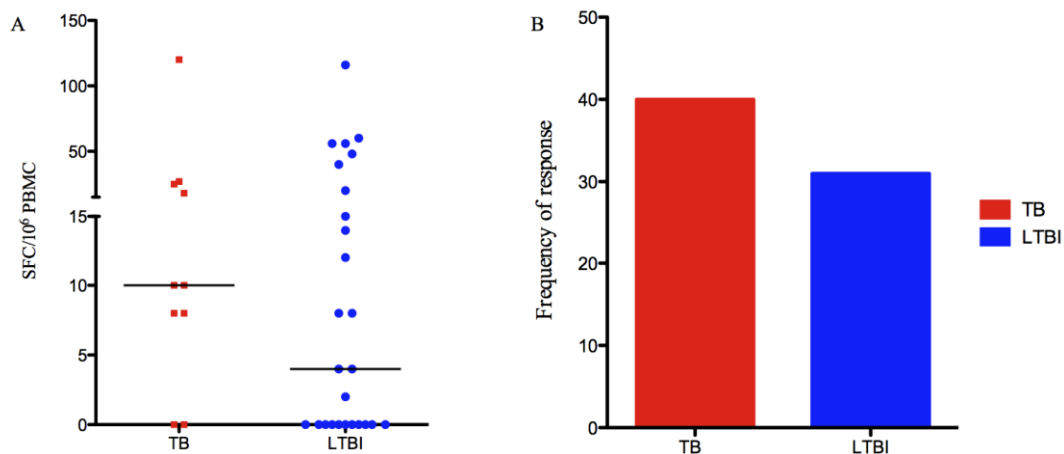 A
SFC/10⁶ PBMC
150
100
50
15
10
5
0
TB
LTBI
B
Frequency of response
50
40
30
20
10
0
TB
LTBI
TB
LTBI